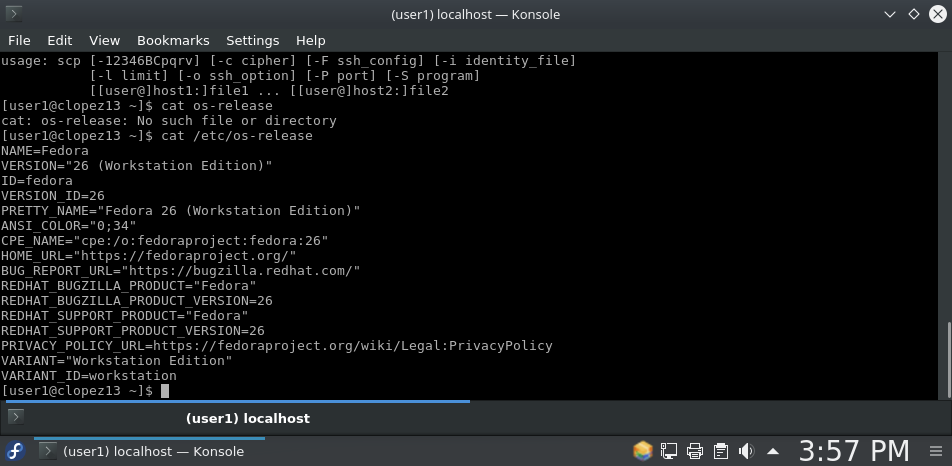 (user1) localhost — Konsole
File Edit View Bookmarks Settings Help
usage: scp [-12346BCpqrv] [-c cipher] [-F ssh_config] [-i identity_file]
           [-l limit] [-o ssh_option] [-P port] [-S program]
           [[user@]host1:]file1 ... [[user@]host2:]file2
[user1@clopez13 ~]$ cat os-release
cat: os-release: No such file or directory
[user1@clopez13 ~]$ cat /etc/os-release
NAME=Fedora
VERSION="26 (Workstation Edition)"
ID=fedora
VERSION_ID=26
PRETTY_NAME="Fedora 26 (Workstation Edition)"
ANSI_COLOR="0;34"
CPE_NAME="cpe:/o:fedoraproject:fedora:26"
HOME_URL="https://fedoraproject.org/"
BUG_REPORT_URL="https://bugzilla.redhat.com/"
REDHAT_BUGZILLA_PRODUCT="Fedora"
REDHAT_BUGZILLA_PRODUCT_VERSION=26
REDHAT_SUPPORT_PRODUCT="Fedora"
REDHAT_SUPPORT_PRODUCT_VERSION=26
PRIVACY_POLICY_URL=https://fedoraproject.org/wiki/Legal:PrivacyPolicy
VARIANT="Workstation Edition"
VARIANT_ID=workstation
[user1@clopez13 ~]$
(user1) localhost
(user1) localhost — Konsole 3:57 PM